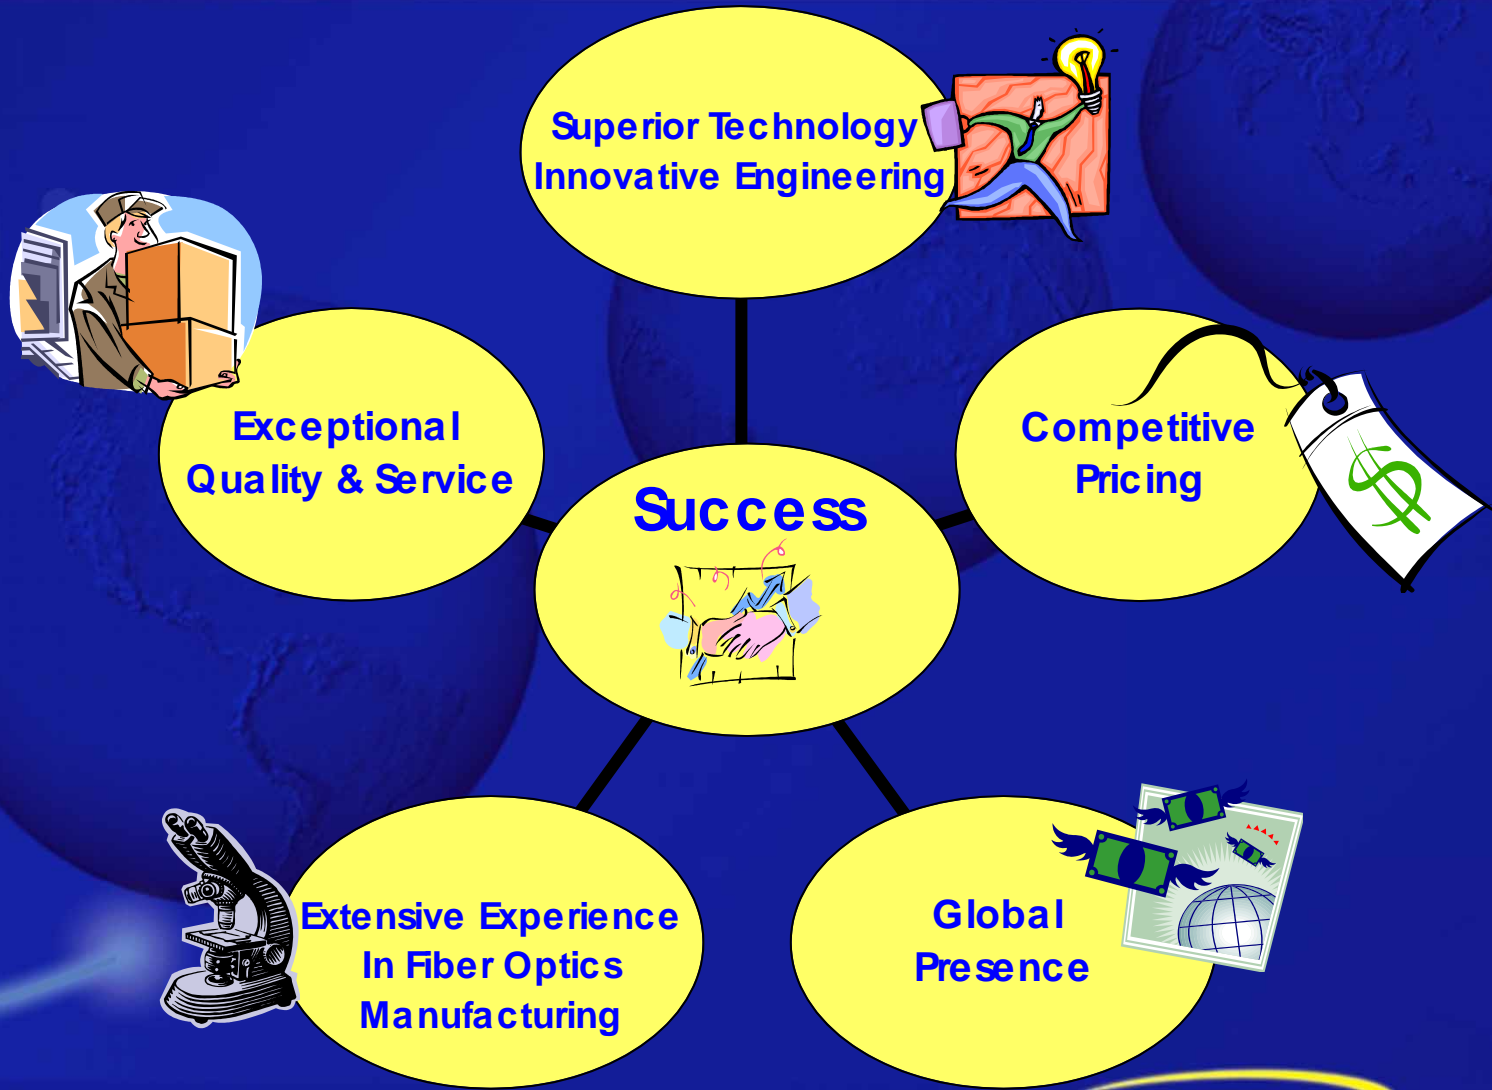 Superior Technology
Innovative Engineering
Exceptional
Quality & Service
Competitive
Pricing
Success
$
Extensive Experience
In Fiber Optics
Manufacturing
Global
Presence